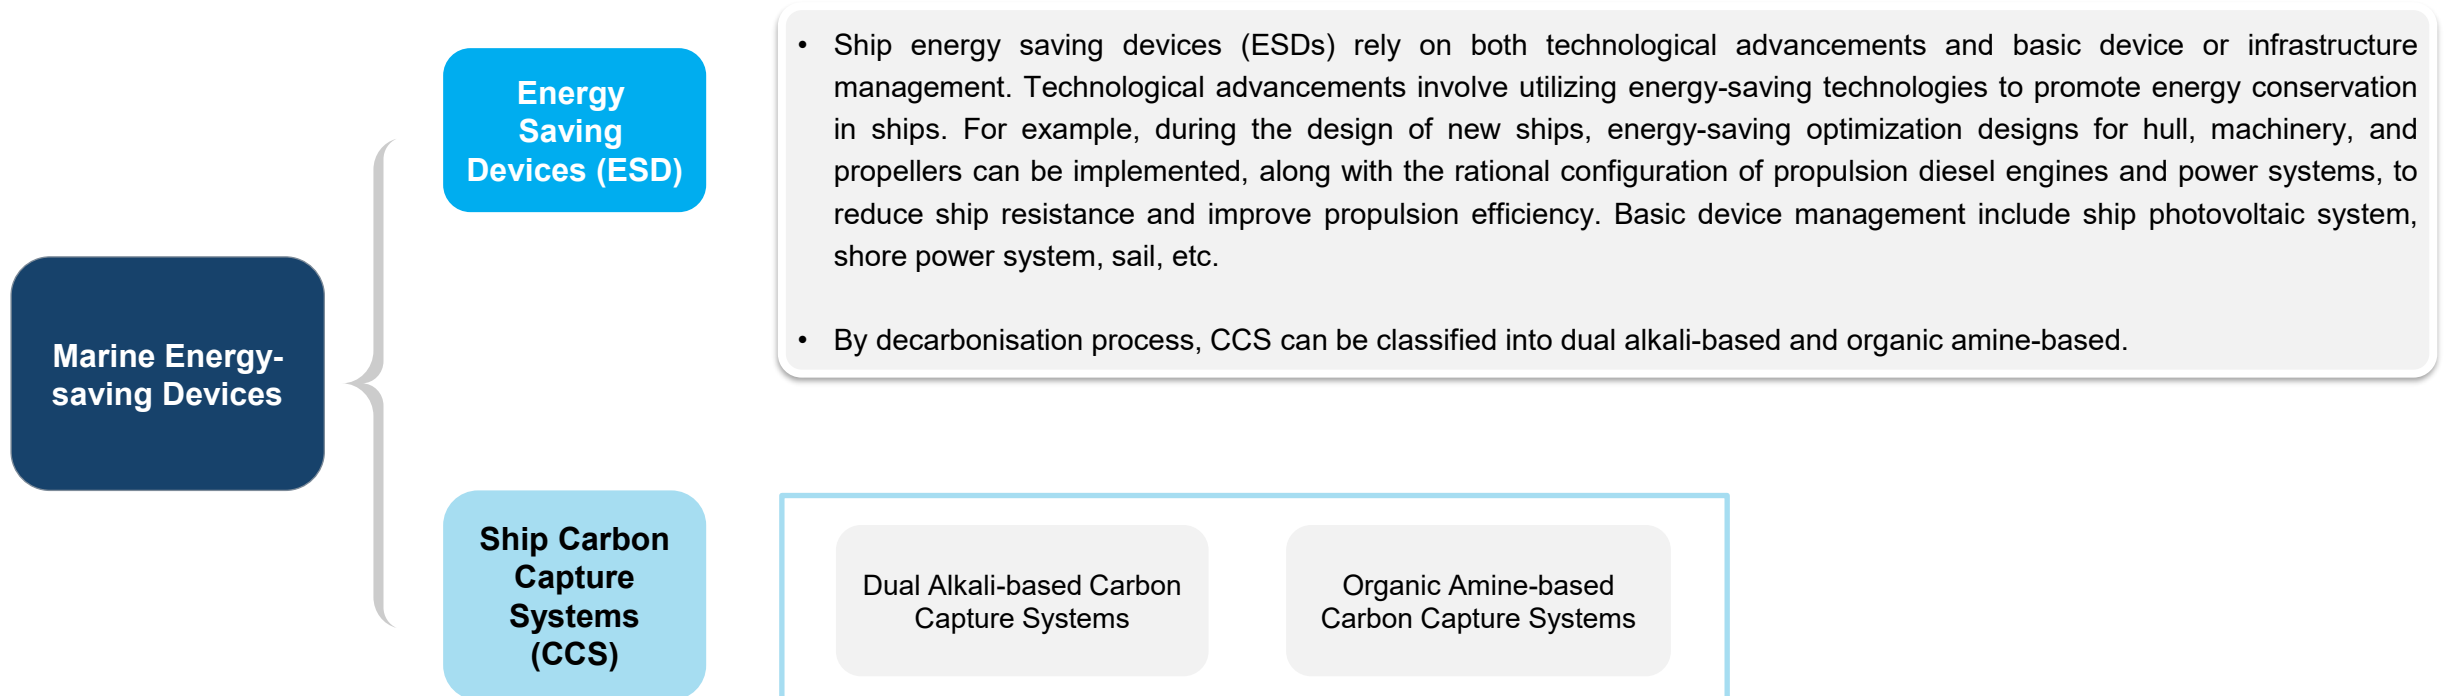 Marine Energy-
saving Devices
Energy
Saving
Devices (ESD)
• Ship energy saving devices (ESDs) rely on both technological advancements and basic device or infrastructure
management. Technological advancements involve utilizing energy-saving technologies to promote energy conservation
in ships. For example, during the design of new ships, energy-saving optimization designs for hull, machinery, and
propellers can be implemented, along with the rational configuration of propulsion diesel engines and power systems, to
reduce ship resistance and improve propulsion efficiency. Basic device management include ship photovoltaic system,
shore power system, sail, etc.
• By decarbonisation process, CCS can be classified into dual alkali-based and organic amine-based.
Ship Carbon
Capture
Systems
(CCS)
Dual Alkali-based Carbon
Capture Systems
Organic Amine-based
Carbon Capture Systems